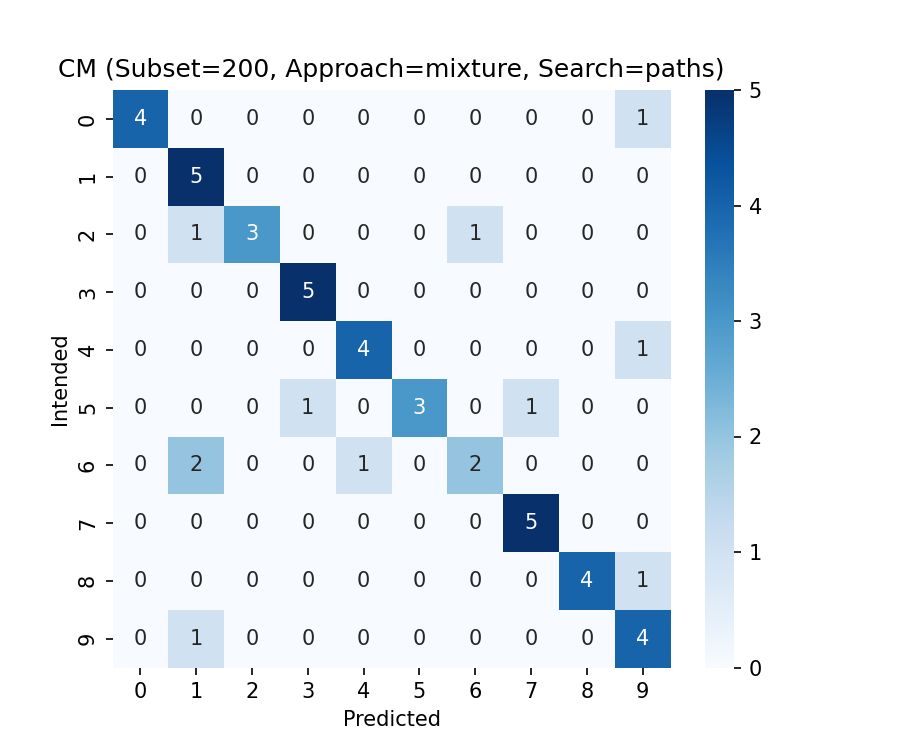 CM (Subset=200, Approach=mixture, Search=paths)
0 4 0 0 0 0 0 0 0 0 1
1 0 5 0 0 0 0 0 0 0 0
2 0 1 3 0 0 0 1 0 0 0
3 0 0 0 5 0 0 0 0 0 0
4 0 0 0 0 4 0 0 0 0 1
5 0 0 0 1 0 3 0 1 0 0
6 0 2 0 0 1 0 2 0 0 0
7 0 0 0 0 0 0 0 5 0 0
8 0 0 0 0 0 0 0 0 4 1
9 0 1 0 0 0 0 0 0 0 4
0 1 2 3 4 5 6 7 8 9
Predicted
Intended
5
4
3
2
1
0